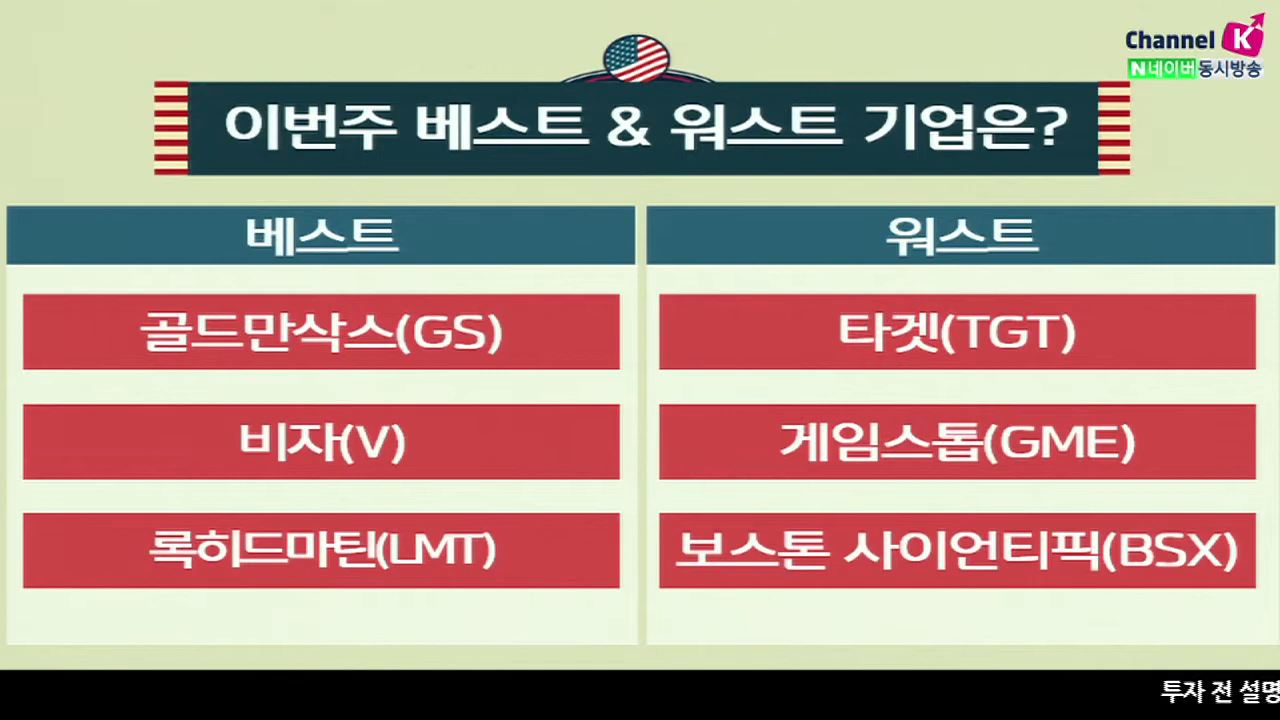 Channel K
N 네이버 동시방송
이번주 베스트 & 워스트 기업은?
베스트
골드만삭스(GS)
비자(V)
록히드마틴(LMT)
워스트
타겟(TGT)
게임스톱(GME)
보스톤 사이언티픽(BSX)
투자 전 설명